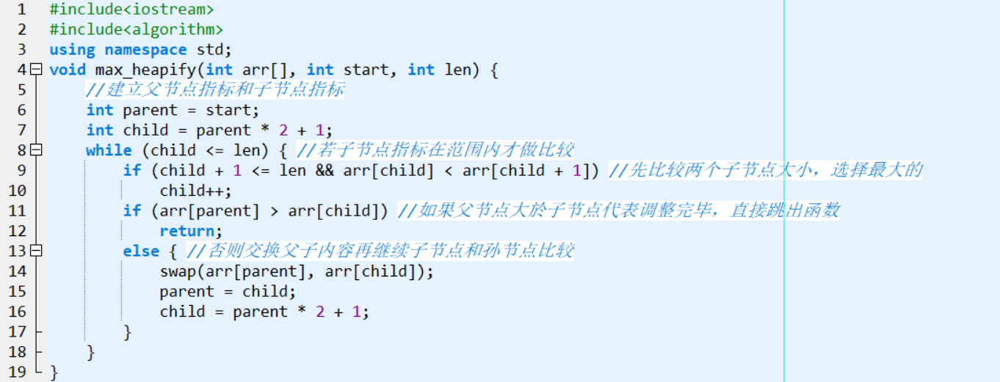 1 #include<iostream>
2 #include<algorithm>
3 using namespace std;
4 void max_heapify(int arr[], int start, int len) {
5     //建立父节点指标和子节点指标
6     int parent = start;
7     int child = parent * 2 + 1;
8     while (child <= len) { //若子节点指标在范围内才做比较
9         if (child + 1 <= len && arr[child] < arr[child + 1]) //先比较两个子节点大小，选择最大的
10             child++;
11         if (arr[parent] > arr[child]) //如果父节点大於子节点代表调整完毕，直接跳出函数
12             return;
13         else { //否则交换父子内容再继续子节点和孙节点比较
14             swap(arr[parent], arr[child]);
15             parent = child;
16             child = parent * 2 + 1;
17         }
18     }
19 }